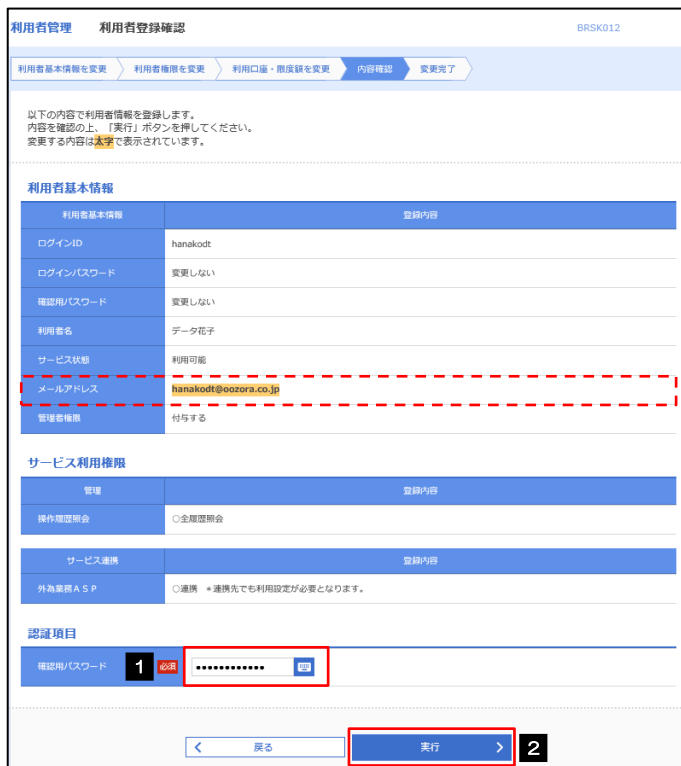 利用者管理 利用者登録確認 BRSK012
利用者基本情報を変更 利用者権限を変更 利用口座・限度額を変更 内容確認 変更完了
以下の内容で利用者情報を登録します。
内容を確認の上、「実行」ボタンを押してください。
変更する内容は太字で表示されています。
利用者基本情報
利用者基本情報 登録内容
ログインID hanakodt
ログインパスワード 変更しない
確認用パスワード 変更しない
利用者名 データ花子
サービス状態 利用可能
メールアドレス hanakodt@oozora.co.jp
管理者権限 付与する
サービス利用権限
管理 登録内容
操作履歴照会 ○全履歴照会
サービス連携 登録内容
外為業務ASP ○連携 *連携先でも利用設定が必要となります。
認証項目
確認用パスワード 1 必須 ●●●●●●●●●●●●
戻る 実行 2